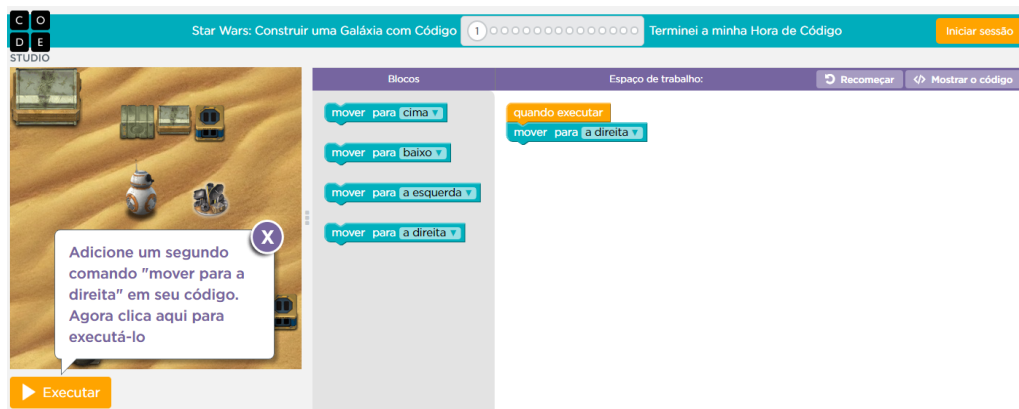 C O
D E
STUDIO
Star Wars: Construir uma Galáxia com Código
1
Terminei a minha Hora de Código
Iniciar sessão
Blocos
Espaço de trabalho:
Recomeçar
</> Mostrar o código
mover para cima
mover para baixo
mover para a esquerda
mover para a direita
quando executar
mover para a direita
X
Adicione um segundo
comando "mover para a
direita" em seu código.
Agora clica aqui para
executá-lo
Executar